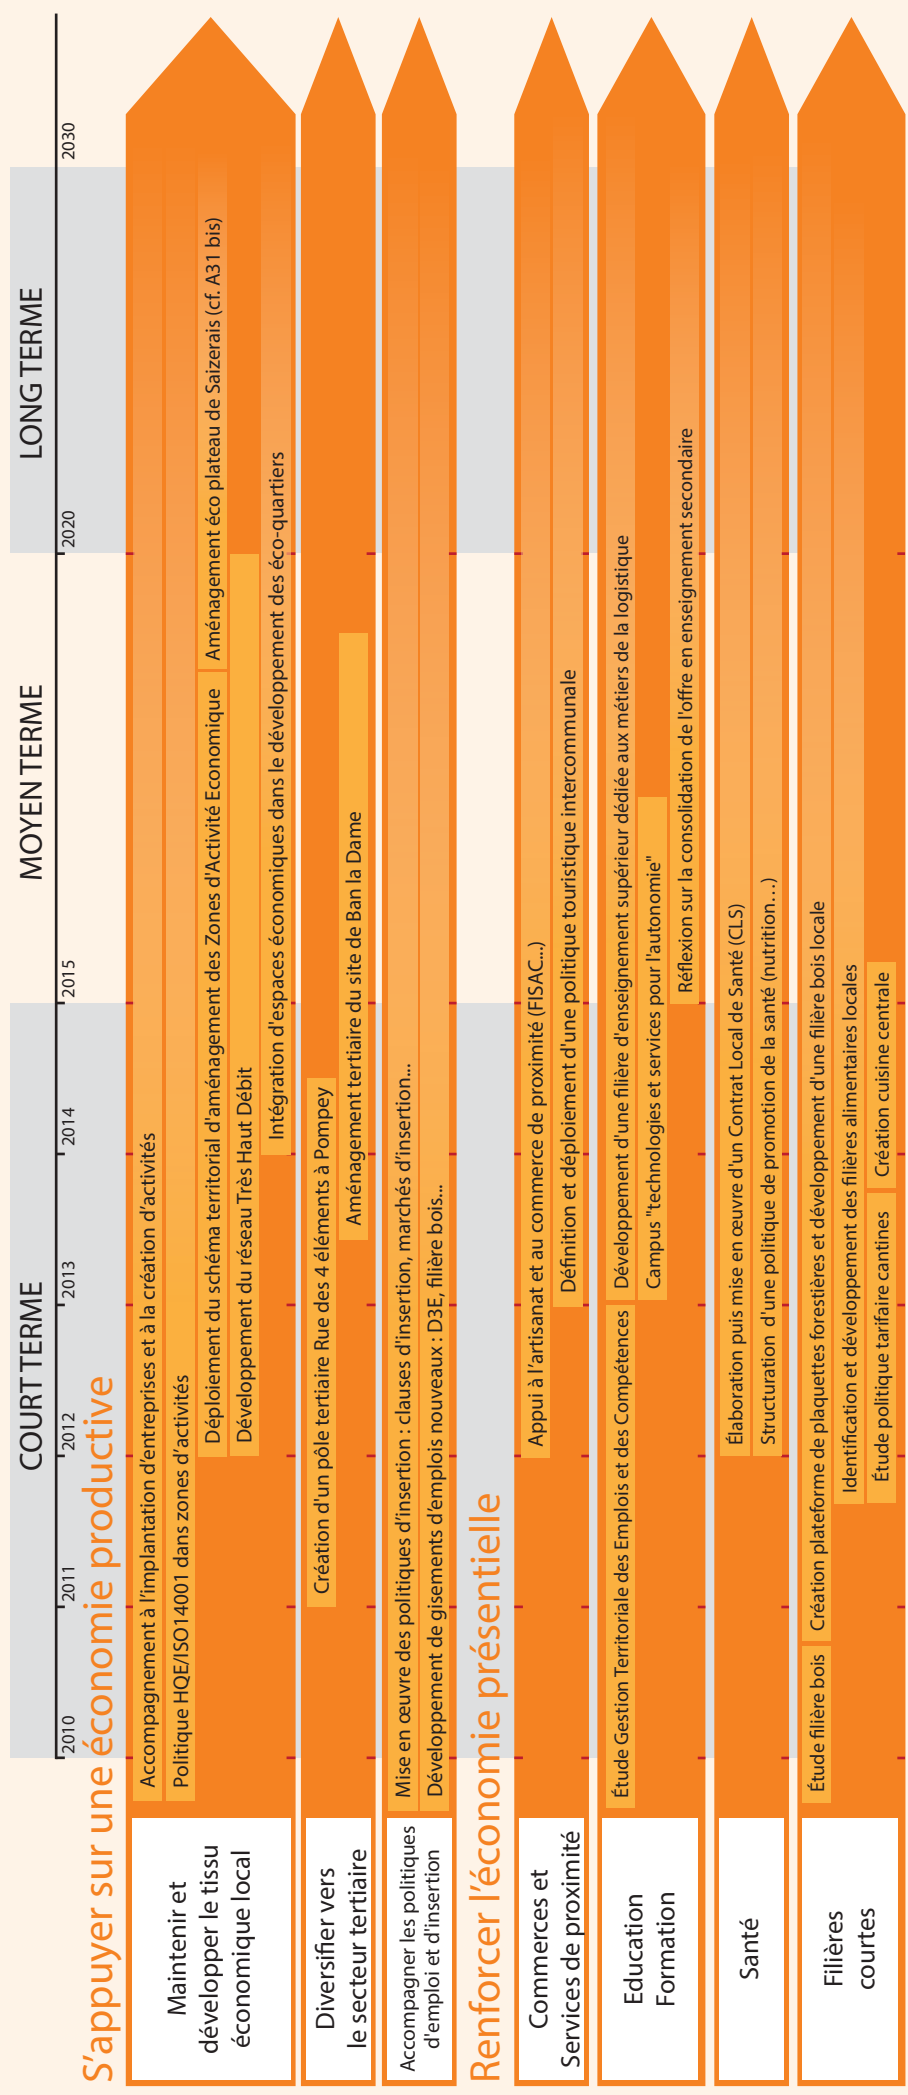 COURT TERME
MOYEN TERME
LONG TERME
2010
2011
2012
2013
2014
2015
2020
2030
S'appuyer sur une économie productive
Maintenir et
développer le tissu
économique local
Accompagnement à l'implantation d'entreprises et à la création d'activités
Politique HQE/ISO14001 dans zones d'activités
Déploiement du schéma territorial d'aménagement des Zones d'Activité Economique
Aménagement éco plateau de Saizerais (cf. A31 bis)
Développement du réseau Très Haut Débit
Intégration d'espaces économiques dans le développement des éco-quartiers
Diversifier vers
le secteur tertiaire
Création d'un pôle tertiaire Rue des 4 éléments à Pompey
Aménagement tertiaire du site de Ban la Dame
Accompagner les politiques
d'emploi et d'insertion
Mise en œuvre des politiques d'insertion : clauses d'insertion, marchés d'insertion...
Développement de gisements d'emplois nouveaux : D3E, filière bois...
Renforcer l'économie présentielle
Commerces et
Services de proximité
Appui à l'artisanat et au commerce de proximité (FISAC...)
Définition et déploiement d'une politique touristique intercommunale
Education
Formation
Étude Gestion Territoriale des Emplois et des Compétences
Développement d'une filière d'enseignement supérieur dédiée aux métiers de la logistique
Campus "technologies et services pour l'autonomie"
Réflexion sur la consolidation de l'offre en enseignement secondaire
Santé
Élaboration puis mise en œuvre d'un Contrat Local de Santé (CLS)
Structuration d'une politique de promotion de la santé (nutrition…)
Filières
courtes
Étude filière bois
Création plateforme de plaquettes forestières et développement d'une filière bois locale
Identification et développement des filières alimentaires locales
Étude politique tarifaire cantines
Création cuisine centrale